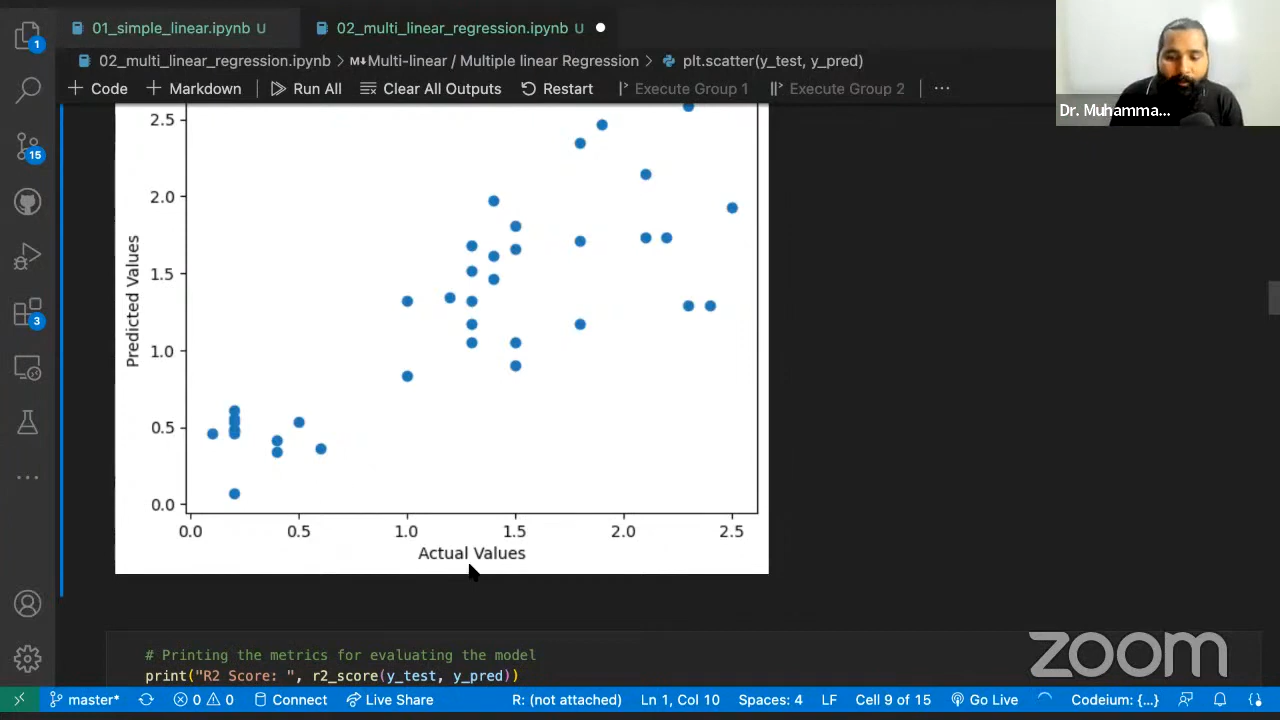 01_simple_linear.ipynb U
02_multi_linear_regression.ipynb U
02_multi_linear_regression.ipynb > M↓Multi-linear / Multiple linear Regression > plt.scatter(y_test, y_pred)
+ Code + Markdown Run All Clear All Outputs Restart Execute Group 1 Execute Group 2 ...
Dr. Muhamma...
1
15
3
2.5
2.0
1.5
1.0
0.5
0.0
Predicted Values
0.0 0.5 1.0 1.5 2.0 2.5
Actual Values
# Printing the metrics for evaluating the model
print("R2 Score: ", r2_score(y_test, y_pred))
zoom
master* 0 0 Connect Live Share R: (not attached) Ln 1, Col 10 Spaces: 4 LF Cell 9 of 15 Go Live Codeium: {...}